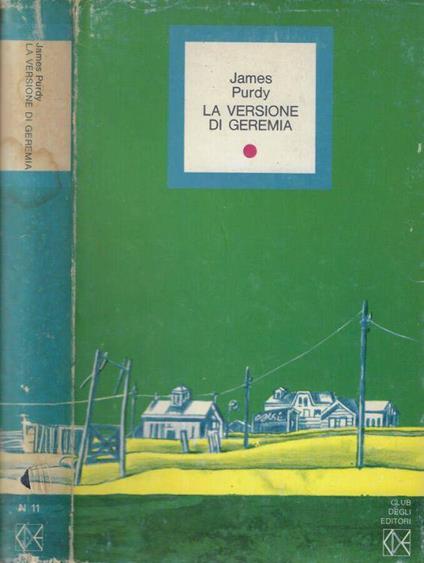 James Purdy
LA VERSIONE DI GEREMIA
N 11
James
Purdy
LA VERSIONE
DI GEREMIA
CLUB
DEGLI
EDITORI